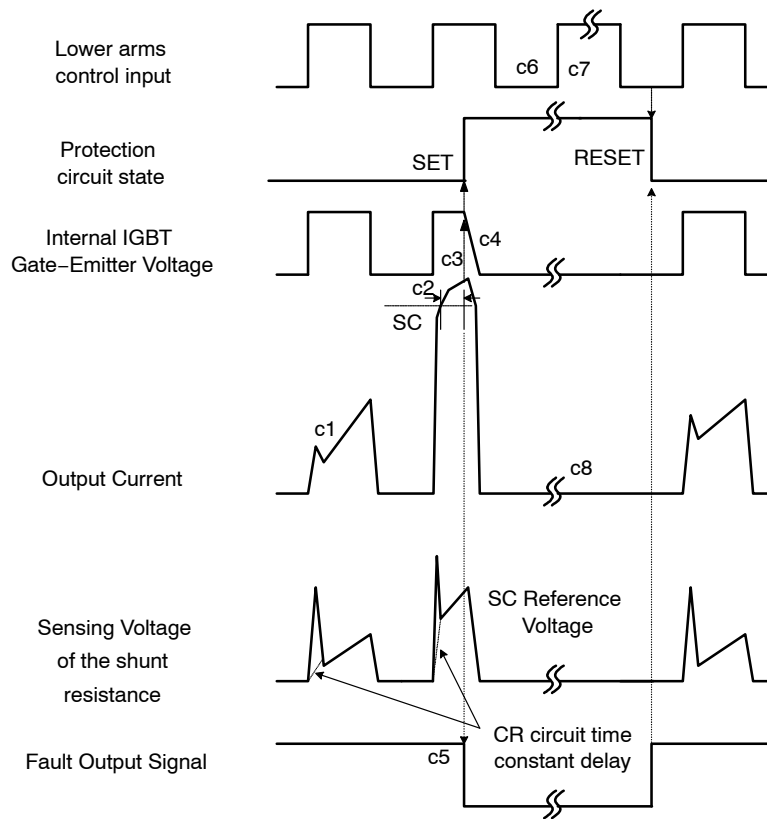 Lower arms
control input
c6
c7
Protection
circuit state
SET
RESET
Internal IGBT
Gate−Emitter Voltage
c3
c4
c2
SC
c1
Output Current
c8
Sensing Voltage
of the shunt
resistance
SC Reference
Voltage
CR circuit time
constant delay
Fault Output Signal
c5